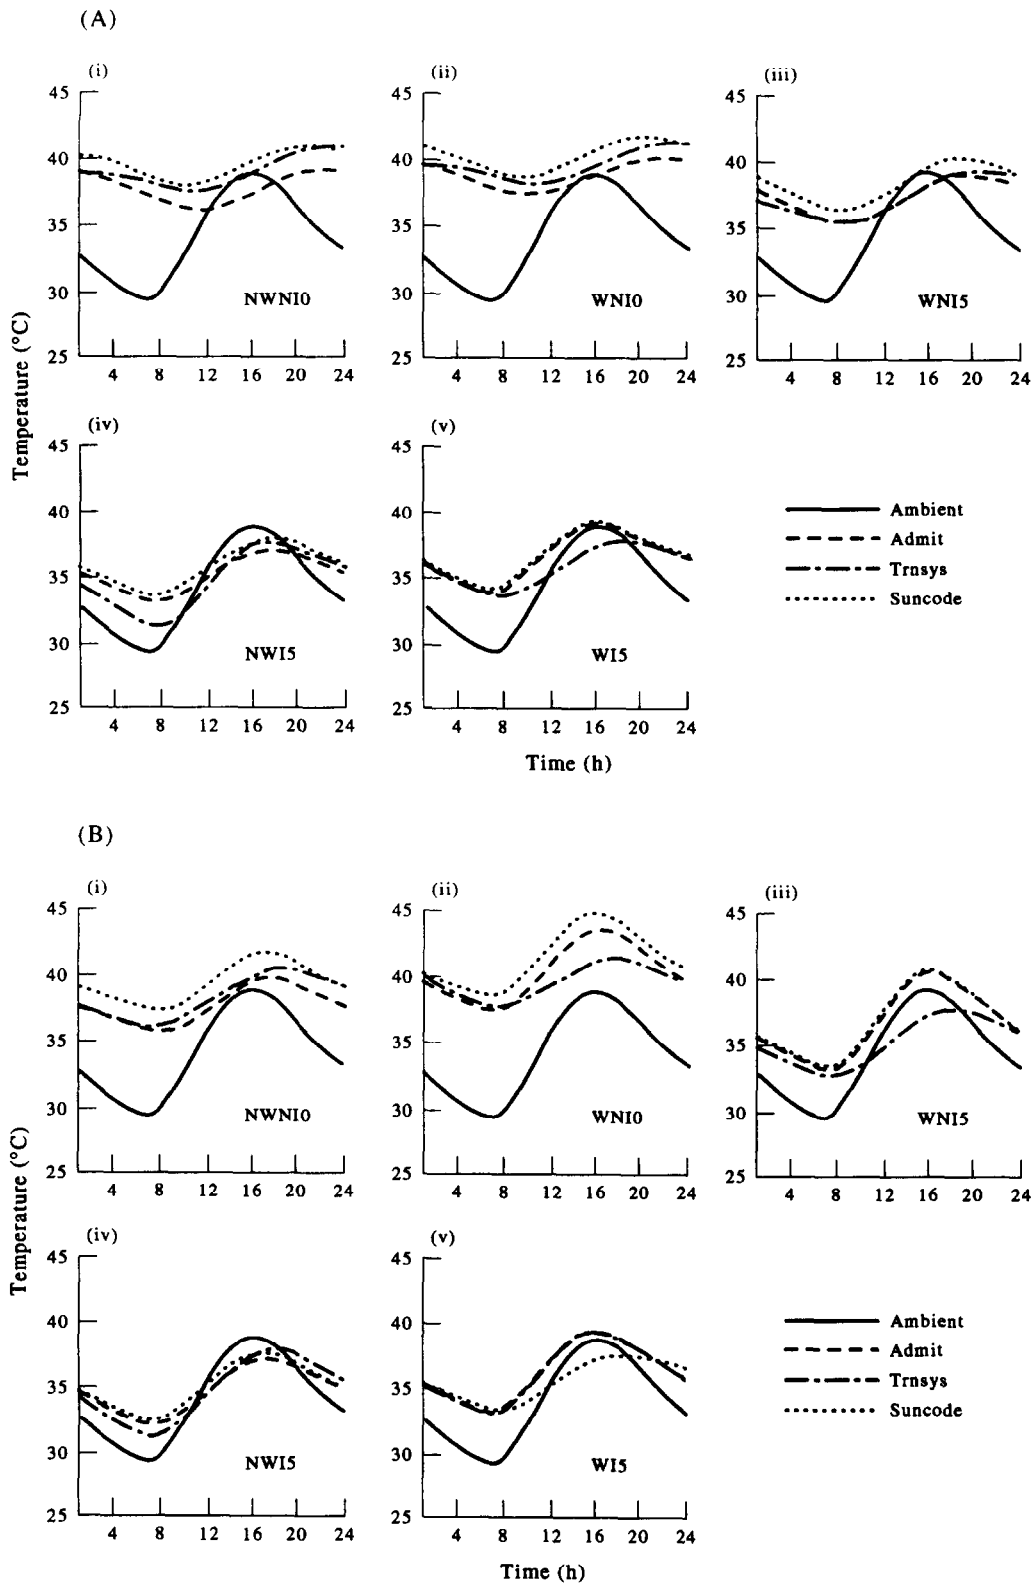 (A)
(i)
(ii)
(iii)
45
40
35
30
25
4 8 12 16 20 24
NWNI0
45
40
35
30
25
4 8 12 16 20 24
WNI0
45
40
35
30
25
4 8 12 16 20 24
WNI5
Temperature (°C)
(iv)
(v)
45
40
35
30
25
4 8 12 16 20 24
NWI5
45
40
35
30
25
4 8 12 16 20 24
WI5
Ambient
Admit
Trnsys
Suncode
Time (h)
(B)
(i)
(ii)
(iii)
45
40
35
30
25
4 8 12 16 20 24
NWNI0
45
40
35
30
25
4 8 12 16 20 24
WNI0
45
40
35
30
25
4 8 12 16 20 24
WNI5
Temperature (°C)
(iv)
(v)
45
40
35
30
25
4 8 12 16 20 24
NWI5
45
40
35
30
25
4 8 12 16 20 24
WI5
Ambient
Admit
Trnsys
Suncode
Time (h)